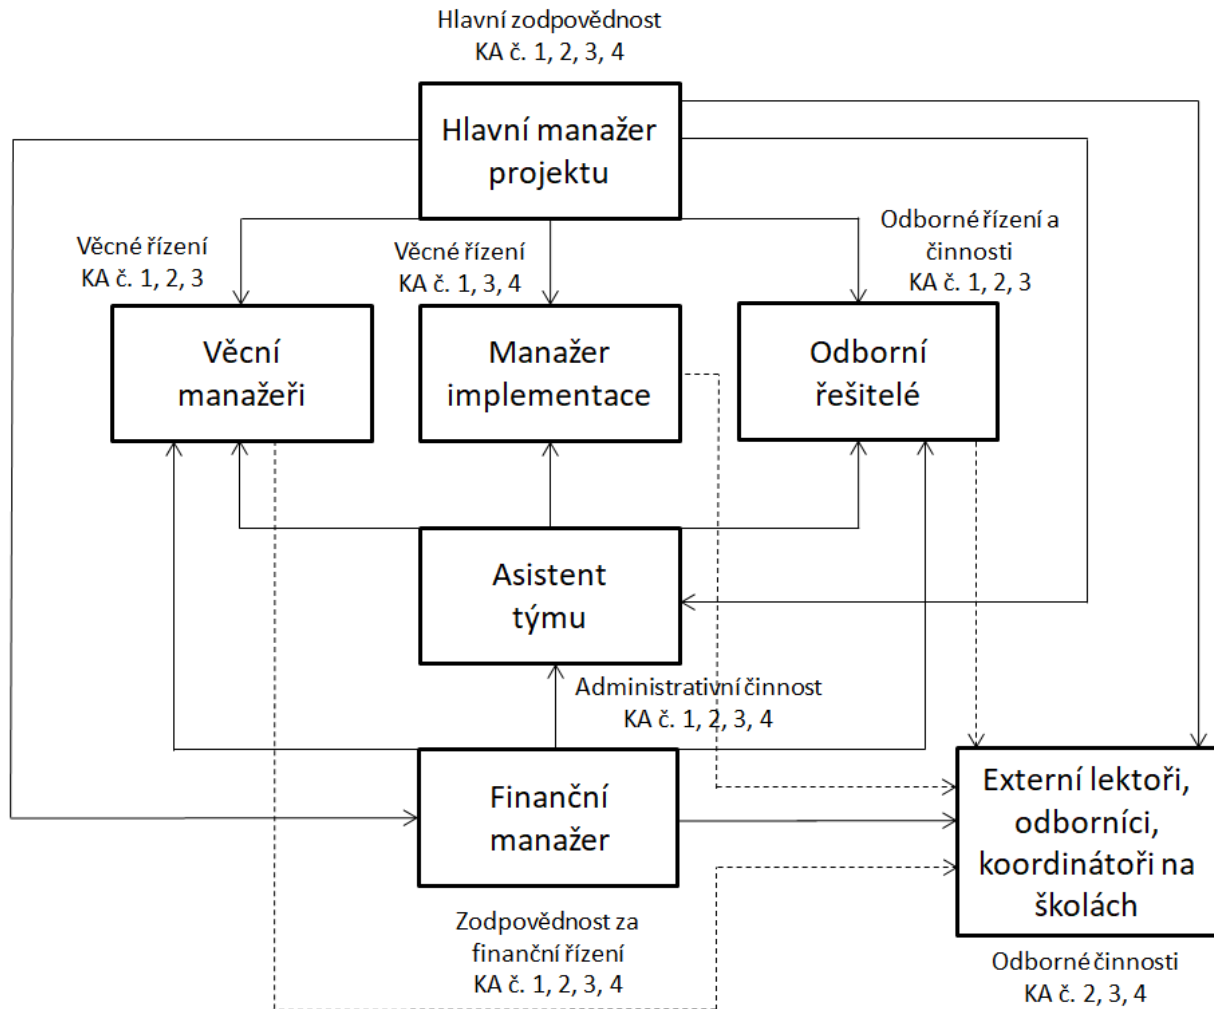 Hlavní zodpovědnost
KA č. 1, 2, 3, 4
Hlavní manažer
projektu
Věcné řízení
KA č. 1, 2, 3
Věcné řízení
KA č. 1, 3, 4
Odborné řízení a
činnosti
KA č. 1, 2, 3
Věcní
manažeři
Manažer
implementace
Odborní
řešitelé
Asistent
týmu
Administrativní činnost
KA č. 1, 2, 3, 4
Finanční
manažer
Externí lektoři,
odborníci,
koordinátoři na
školách
Zodpovědnost za
finanční řízení
KA č. 1, 2, 3, 4
Odborné činnosti
KA č. 2, 3, 4